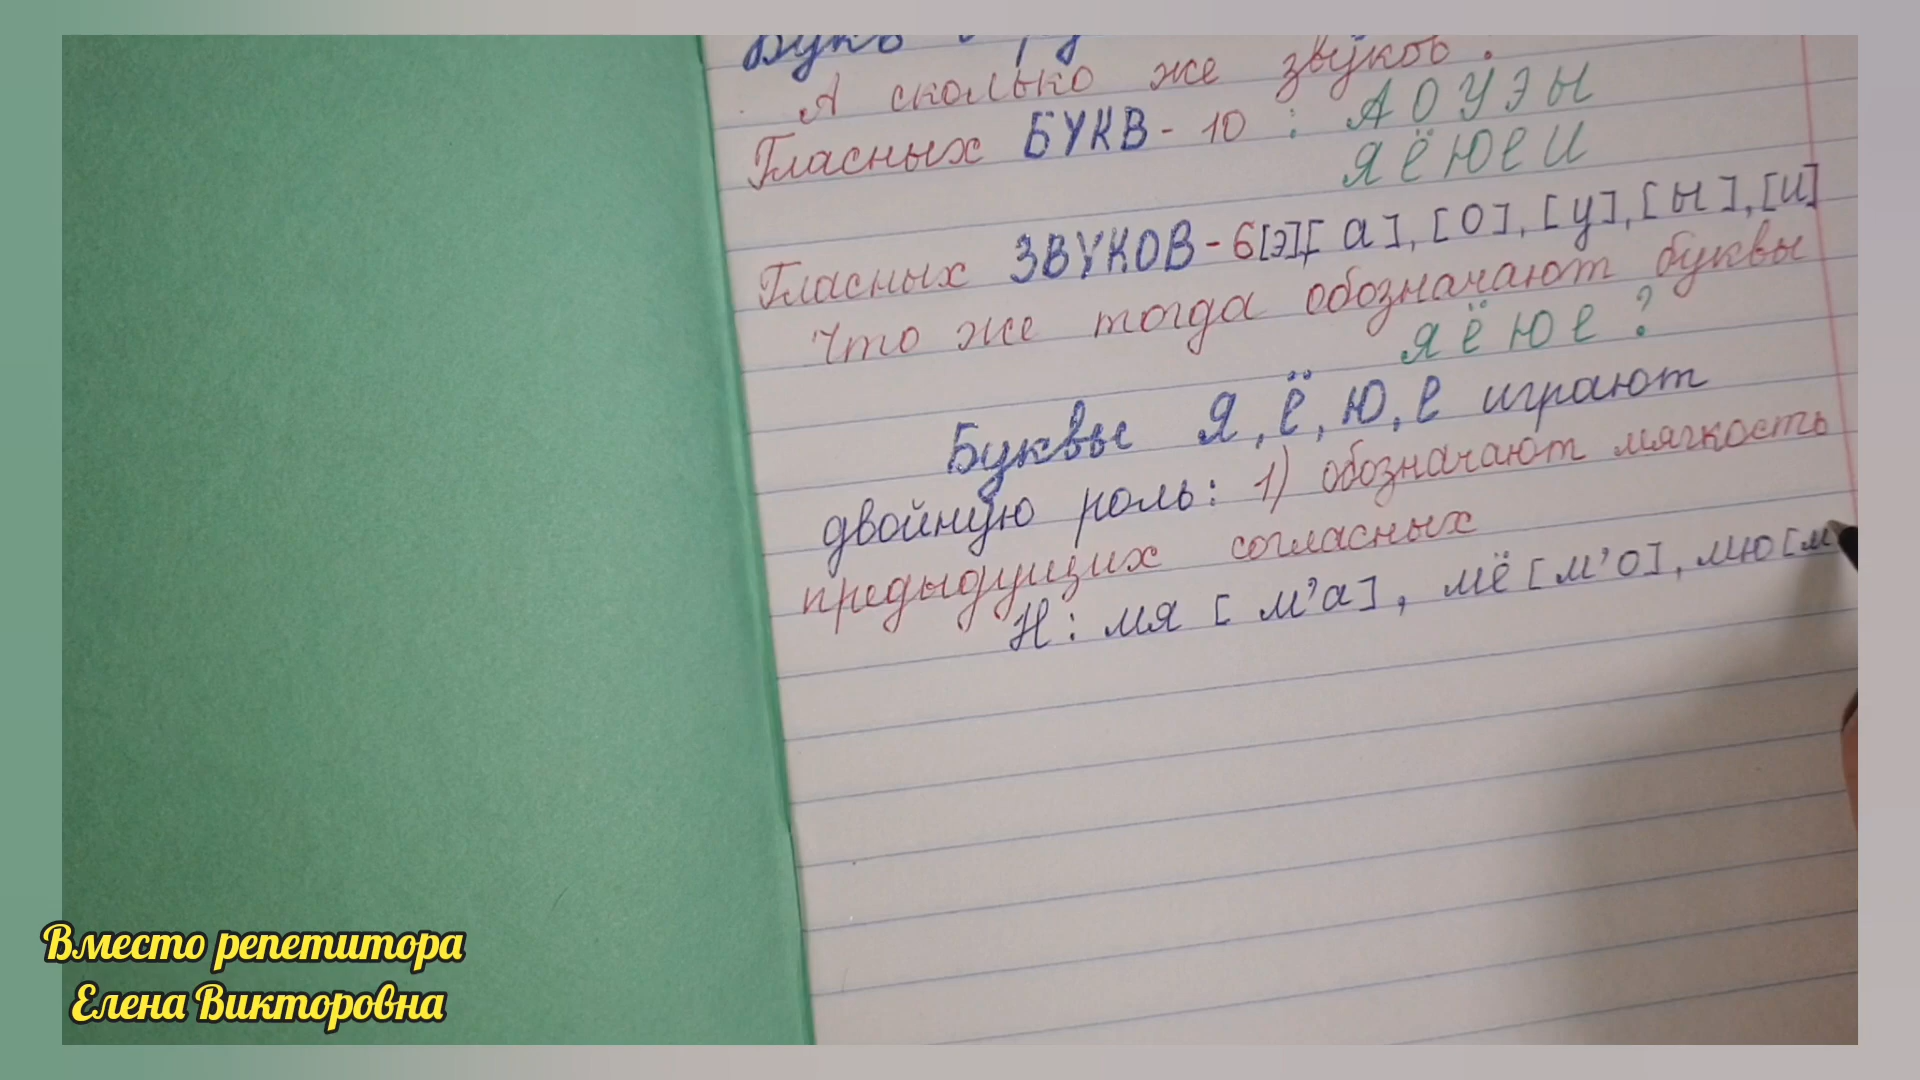 А сколько же звуков.
Гласных БУКВ - 10 : А О У Э Ы
Я Ё Ю Е И
Гласных ЗВУКОВ - 6 [э], [а], [о], [у], [ы], [и]
Что же тогда обозначают буквы
Я Ё Ю Е ?
Буквы Я, Ё, Ю, Е играют
двойную роль: 1) обозначают мягкость
предыдущих согласных
Н: мя [м’а], мё [м’о], мю [м
Вместо репетитора
Елена Викторовна